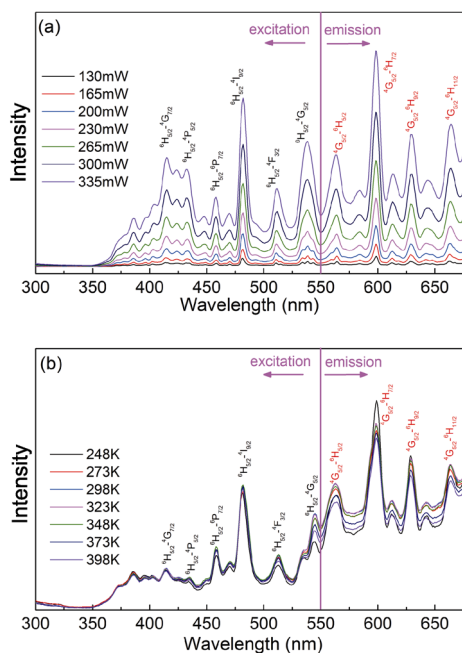 (a)
excitation
emission
130mW
165mW
200mW
230mW
265mW
300mW
335mW
⁶H₅/₂-⁴G₇/₂
⁶H₅/₂-⁴P₅/₂
⁶H₅/₂-⁶P₇/₂
⁶H₅/₂-⁴I₉/₂
⁶H₅/₂-⁴F₃/₂
⁶H₅/₂-⁴G₅/₂
⁴G₅/₂-⁶H₅/₂
⁴G₅/₂-⁶H₇/₂
⁴G₅/₂-⁶H₉/₂
⁴G₅/₂-⁶H₁₁/₂
Intensity
300 350 400 450 500 550 600 650
Wavelength (nm)
(b)
excitation
emission
248K
273K
298K
323K
348K
373K
398K
⁶H₅/₂-⁴G₇/₂
⁶H₅/₂-⁴P₅/₂
⁶H₅/₂-⁶P₇/₂
⁶H₅/₂-⁴I₉/₂
⁶H₅/₂-⁴F₃/₂
⁶H₅/₂-⁴G₅/₂
⁴G₅/₂-⁶H₅/₂
⁴G₅/₂-⁶H₇/₂
⁴G₅/₂-⁶H₉/₂
⁴G₅/₂-⁶H₁₁/₂
Intensity
300 350 400 450 500 550 600 650
Wavelength (nm)